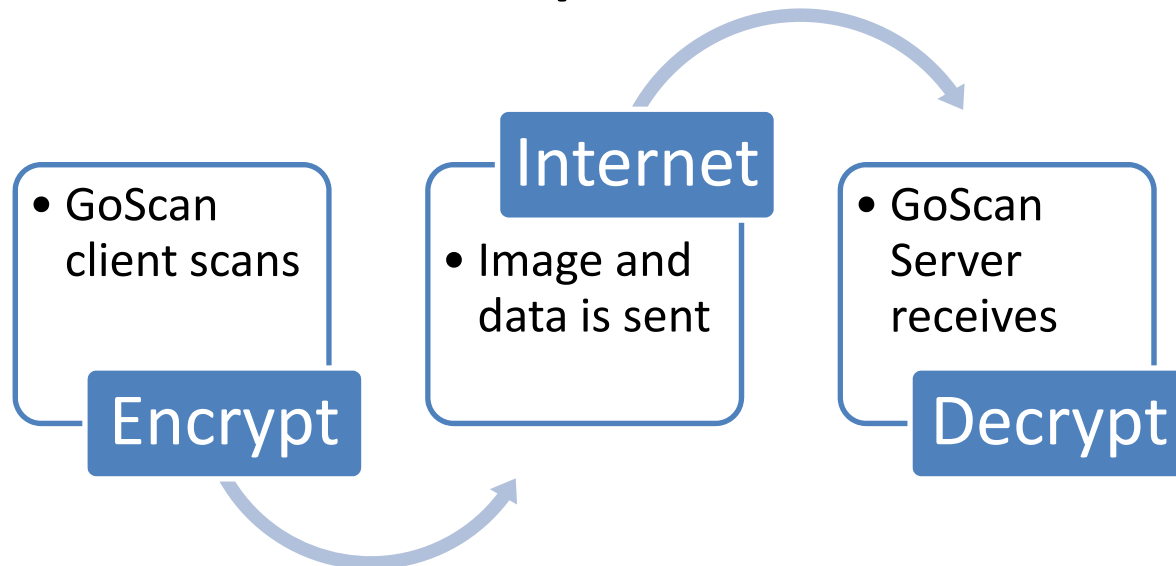 • GoScan
client scans
Encrypt
Internet
• Image and
data is sent
• GoScan
Server
receives
Decrypt